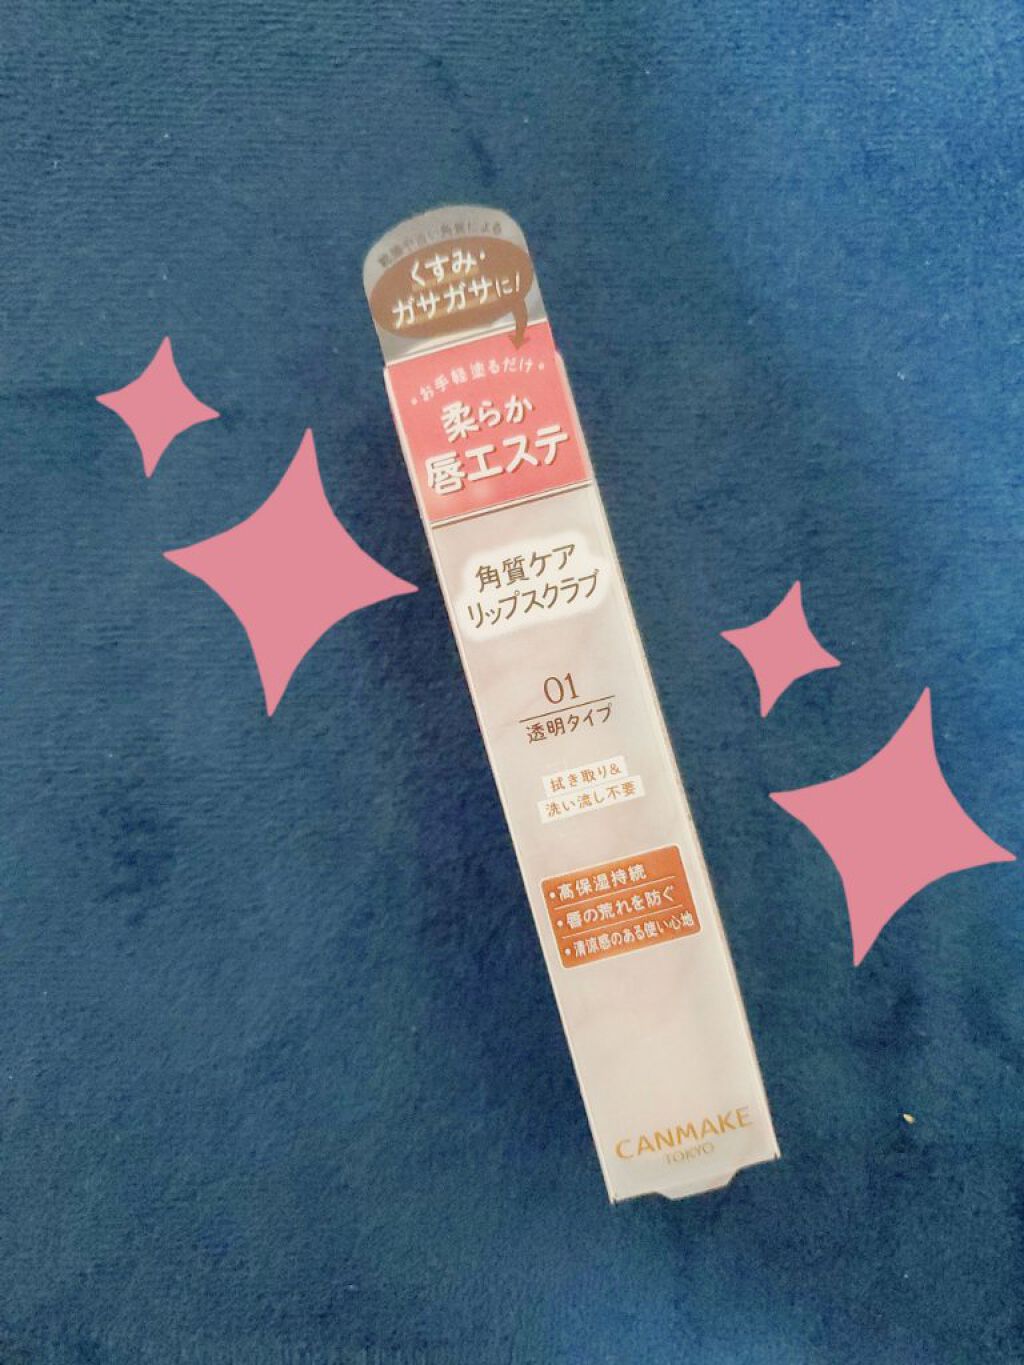 乾燥や古い角質による
くすみ・
ガサガサに!
お手軽塗るだけ
柔らか
唇エステ
角質ケア
リップスクラブ
01
透明タイプ
拭き取り&
洗い流し不要
・高保湿持続
・唇の荒れを防ぐ
・清涼感のある使い心地
CANMAKE
TOKYO